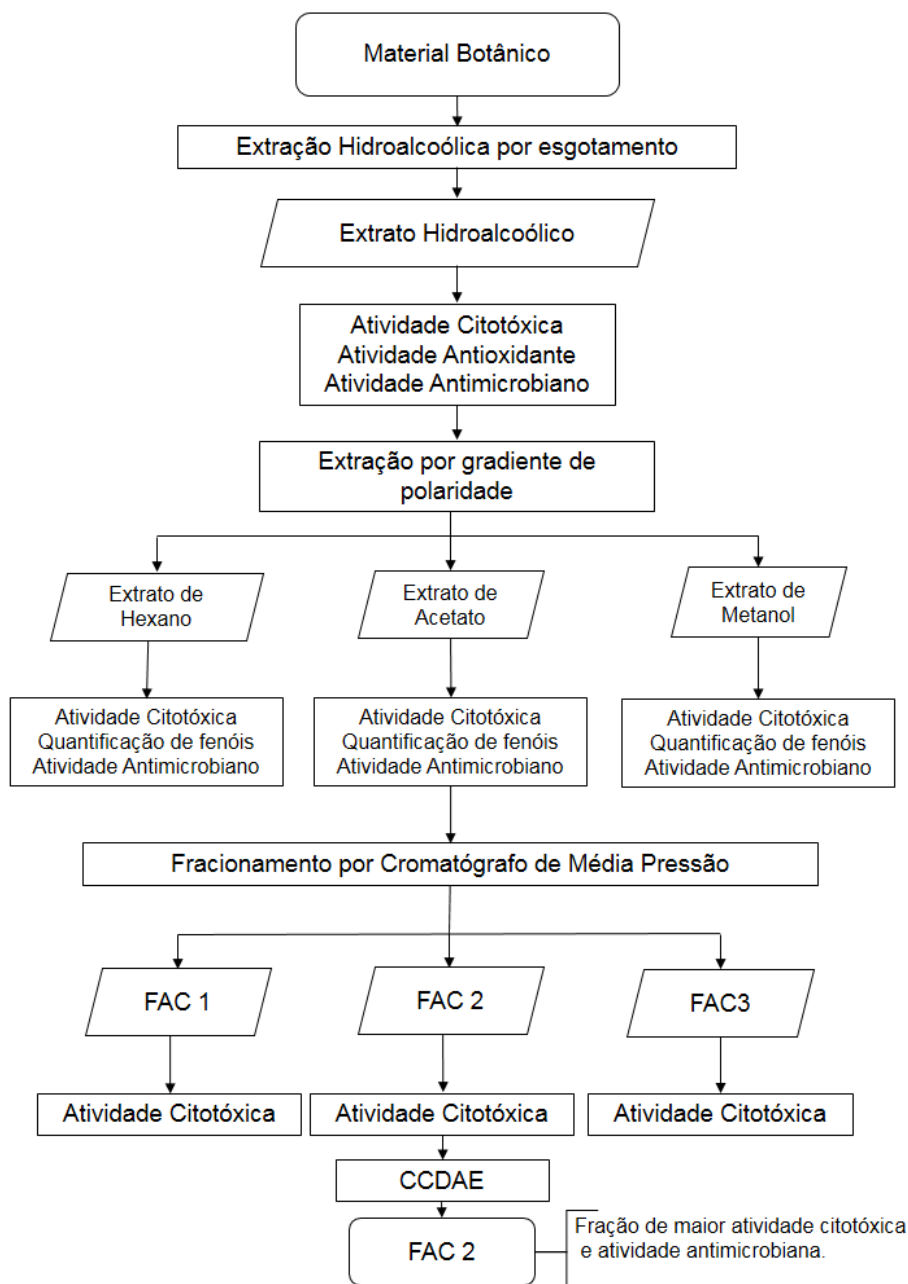 Material Botânico
Extração Hidroalcoólica por esgotamento
Extrato Hidroalcoólico
Atividade Citotóxica
Atividade Antioxidante
Atividade Antimicrobiano
Extração por gradiente de
polaridade
Extrato de
Hexano
Extrato de
Acetato
Extrato de
Metanol
Atividade Citotóxica
Quantificação de fenóis
Atividade Antimicrobiano
Atividade Citotóxica
Quantificação de fenóis
Atividade Antimicrobiano
Atividade Citotóxica
Quantificação de fenóis
Atividade Antimicrobiano
Fracionamento por Cromatógrafo de Média Pressão
FAC 1
FAC 2
FAC3
Atividade Citotóxica
Atividade Citotóxica
Atividade Citotóxica
CCDAE
FAC 2
Fração de maior atividade citotóxica
e atividade antimicrobiana.